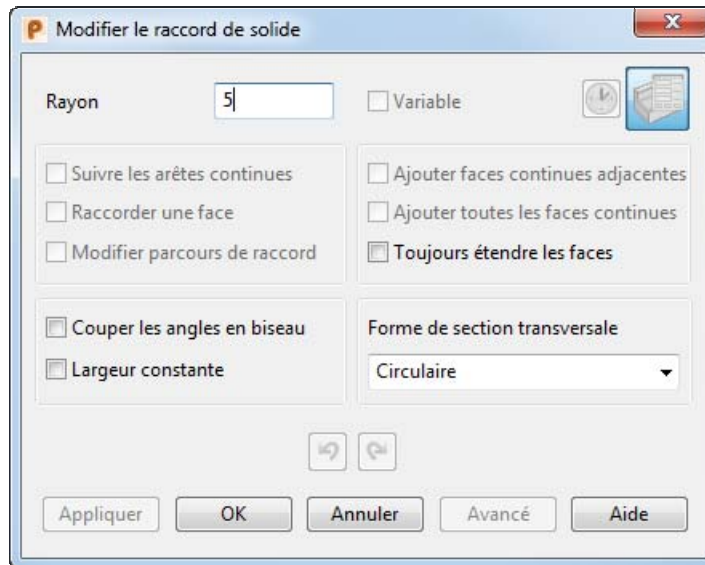 Modifier le raccord de solide
Rayon 5 Variable
Suivre les arêtes continues
Raccorder une face
Modifier parcours de raccord
Ajouter faces continues adjacentes
Ajouter toutes les faces continues
Toujours étendre les faces
Couper les angles en biseau
Largeur constante
Forme de section transversale
Circulaire
Appliquer OK Annuler Avancé Aide